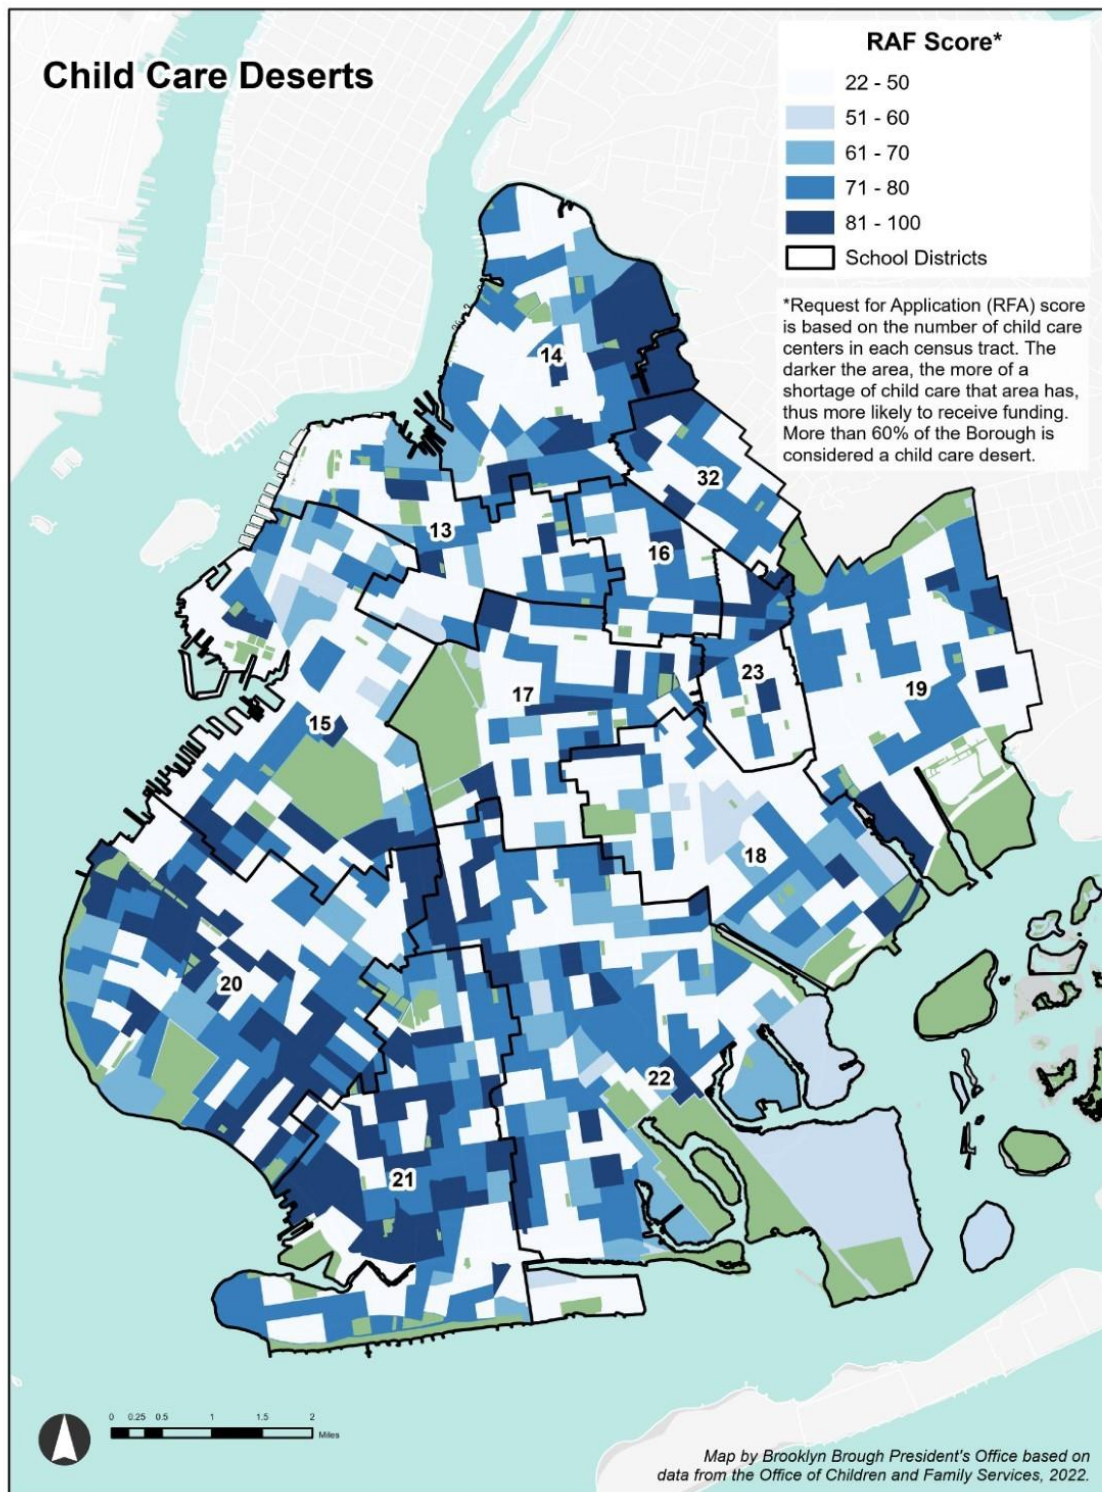 Child Care Deserts
RAF Score*
22 - 50
51 - 60
61 - 70
71 - 80
81 - 100
School Districts
*Request for Application (RFA) score
is based on the number of child care
centers in each census tract. The
darker the area, the more of a
shortage of child care that area has,
thus more likely to receive funding.
More than 60% of the Borough is
considered a child care desert.
14
32
13
16
23
19
17
15
18
20
22
21
0 0.25 0.5 1 1.5 2
Miles
Map by Brooklyn Brough President's Office based on
data from the Office of Children and Family Services, 2022.